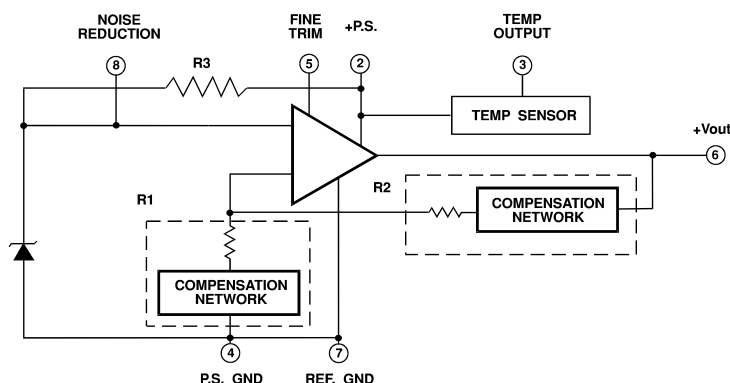 NOISE
REDUCTION
FINE
TRIM
+P.S.
TEMP
OUTPUT
8
R3
5
2
3
TEMP SENSOR
+Vout
6
R1
R2
COMPENSATION
NETWORK
COMPENSATION
NETWORK
4
7
P.S. GND
REF. GND